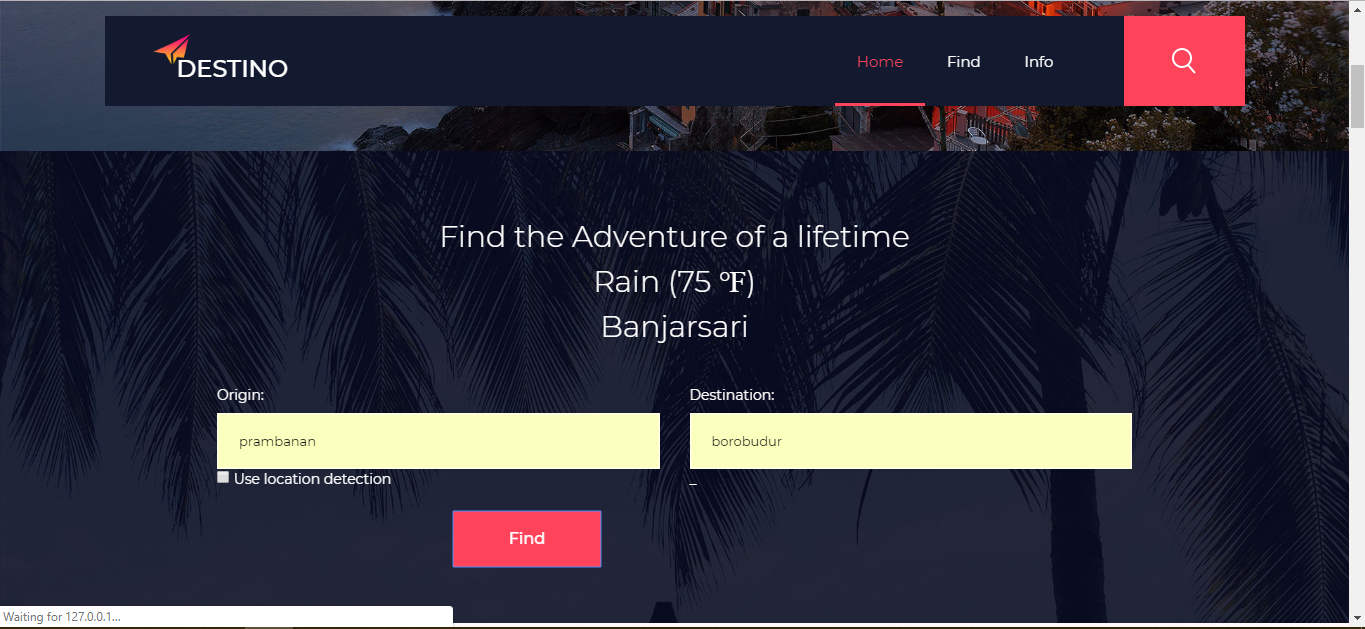 DESTINO
Home Find Info
Find the Adventure of a lifetime
Rain (75 ℉)
Banjarsari
Origin: Destination:
prambanan borobudur
Use location detection _
Find
Waiting for 127.0.0.1...